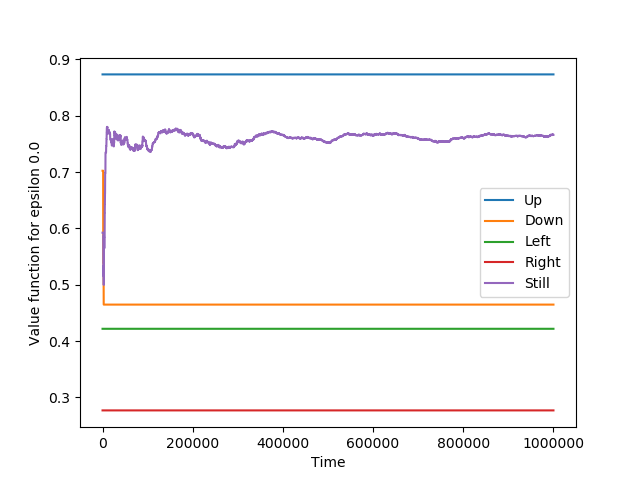 Value function for epsilon 0.0
0.9
0.8
0.7
0.6
0.5
0.4
0.3
Up
Down
Left
Right
Still
0 200000 400000 600000 800000 1000000
Time